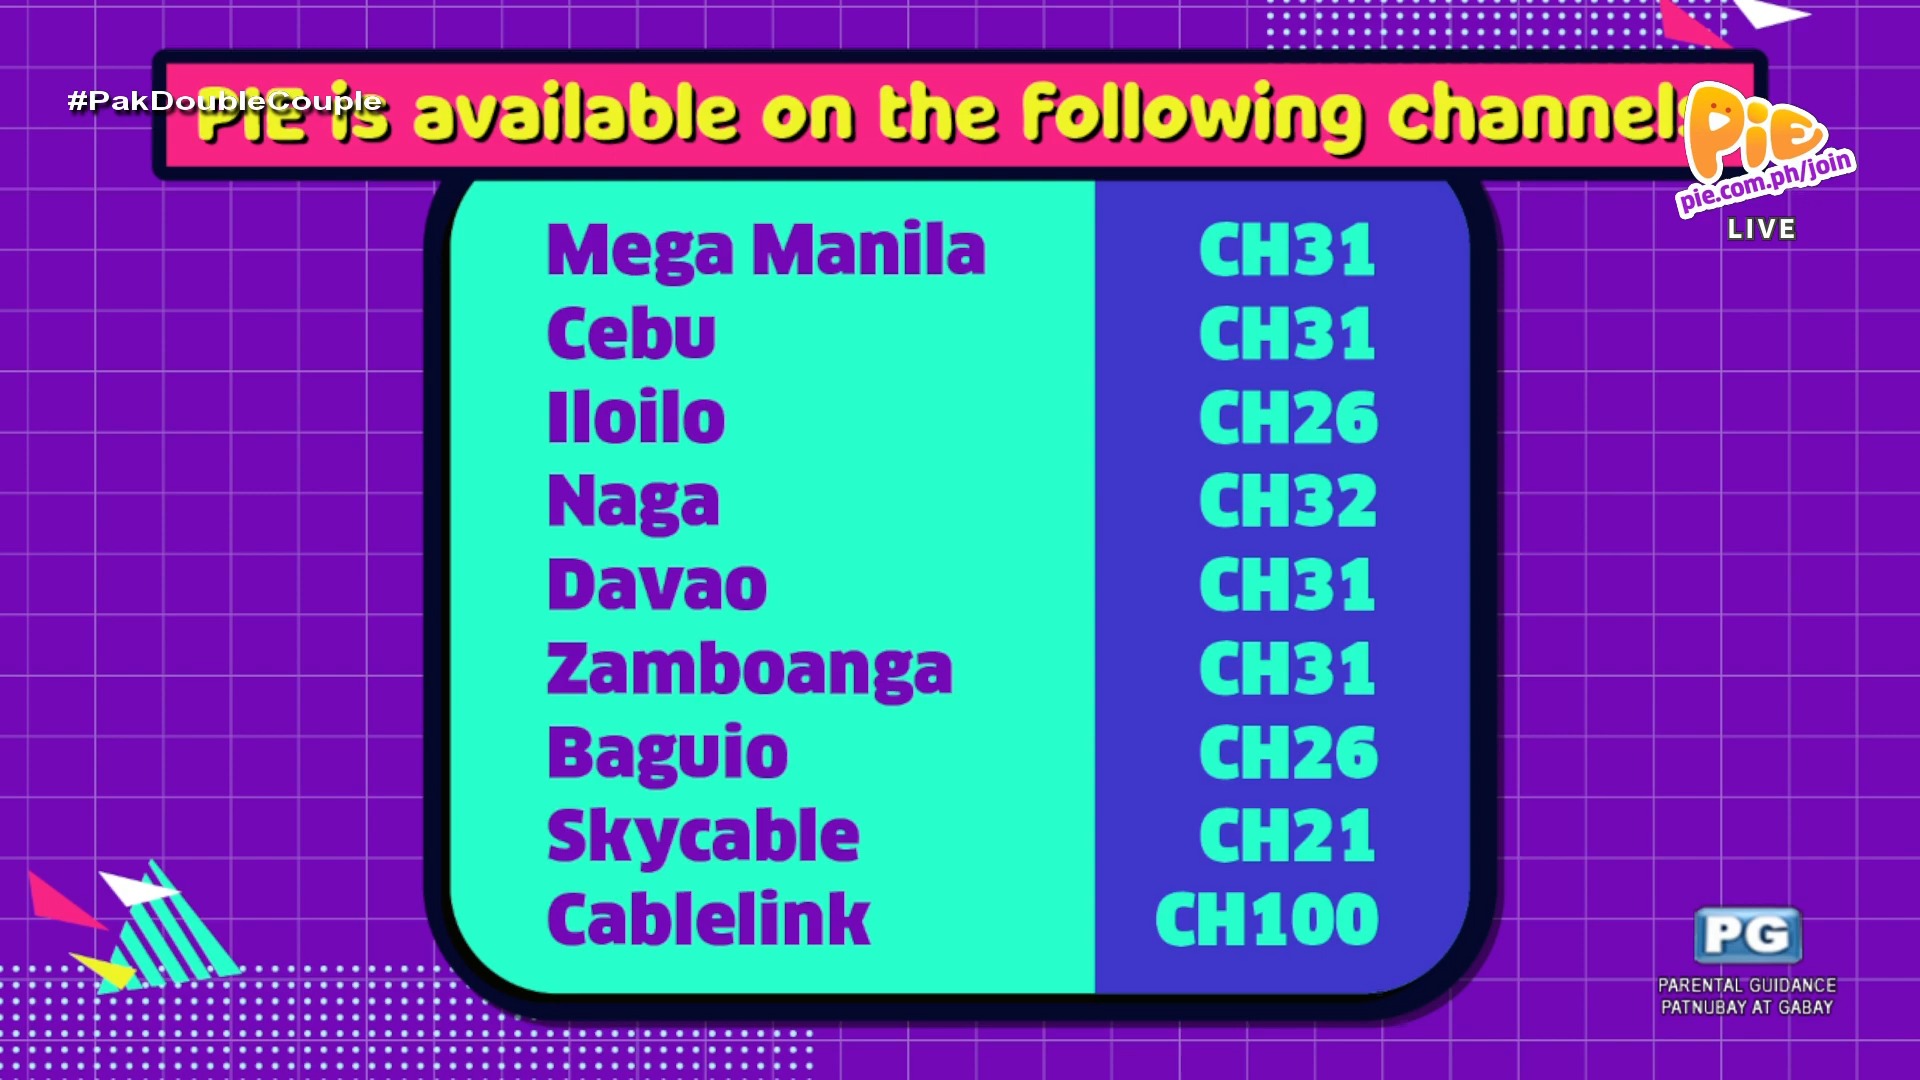 #PakDoubleCouple
PiE is available on the following channels
PiE
pie.com.ph/join
LIVE
Mega Manila CH31
Cebu CH31
Iloilo CH26
Naga CH32
Davao CH31
Zamboanga CH31
Baguio CH26
Skycable CH21
Cablelink CH100
PG
PARENTAL GUIDANCE
PATNUBAY AT GABAY